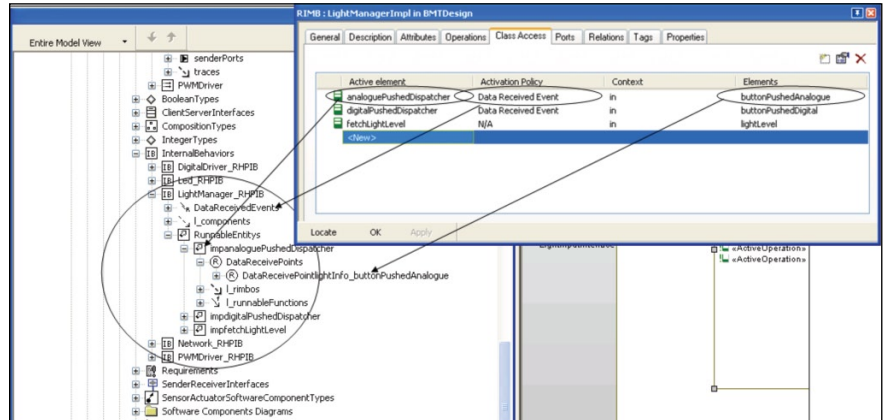 RIMB : LightManagerImpl in BMTDesign
General Description Attributes Operations Class Access Ports Relations Tags Properties
Active element Activation Policy Context Elements
analoguePushedDispatcher Data Received Event in buttonPushedAnalogue
digitalPushedDispatcher Data Received Event in buttonPushedDigital
fetchLightLevel N/A in lightLevel
<New>
Locate OK Apply
Entire Model View
senderPorts
traces
PWMDriver
BooleanTypes
ClientServerInterfaces
CompositionTypes
IntegerTypes
InternalBehaviors
DigitalDriver_RHPIB
Led_RHPIB
LightManager_RHPIB
DataReceivedEvents
l_components
RunnableEntitys
impanaloguePushedDispatcher
DataReceivePoints
DataReceivePointlightInfo_buttonPushedAnalogue
l_rimbos
l_runnableFunctions
impdigitalPushedDispatcher
impfetchLightLevel
Network_RHPIB
PWMDriver_RHPIB
Requirements
SenderReceiverInterfaces
SensorActuatorSoftwareComponentTypes
Software Components Diagrams
«ActiveOperation»
«ActiveOperation»